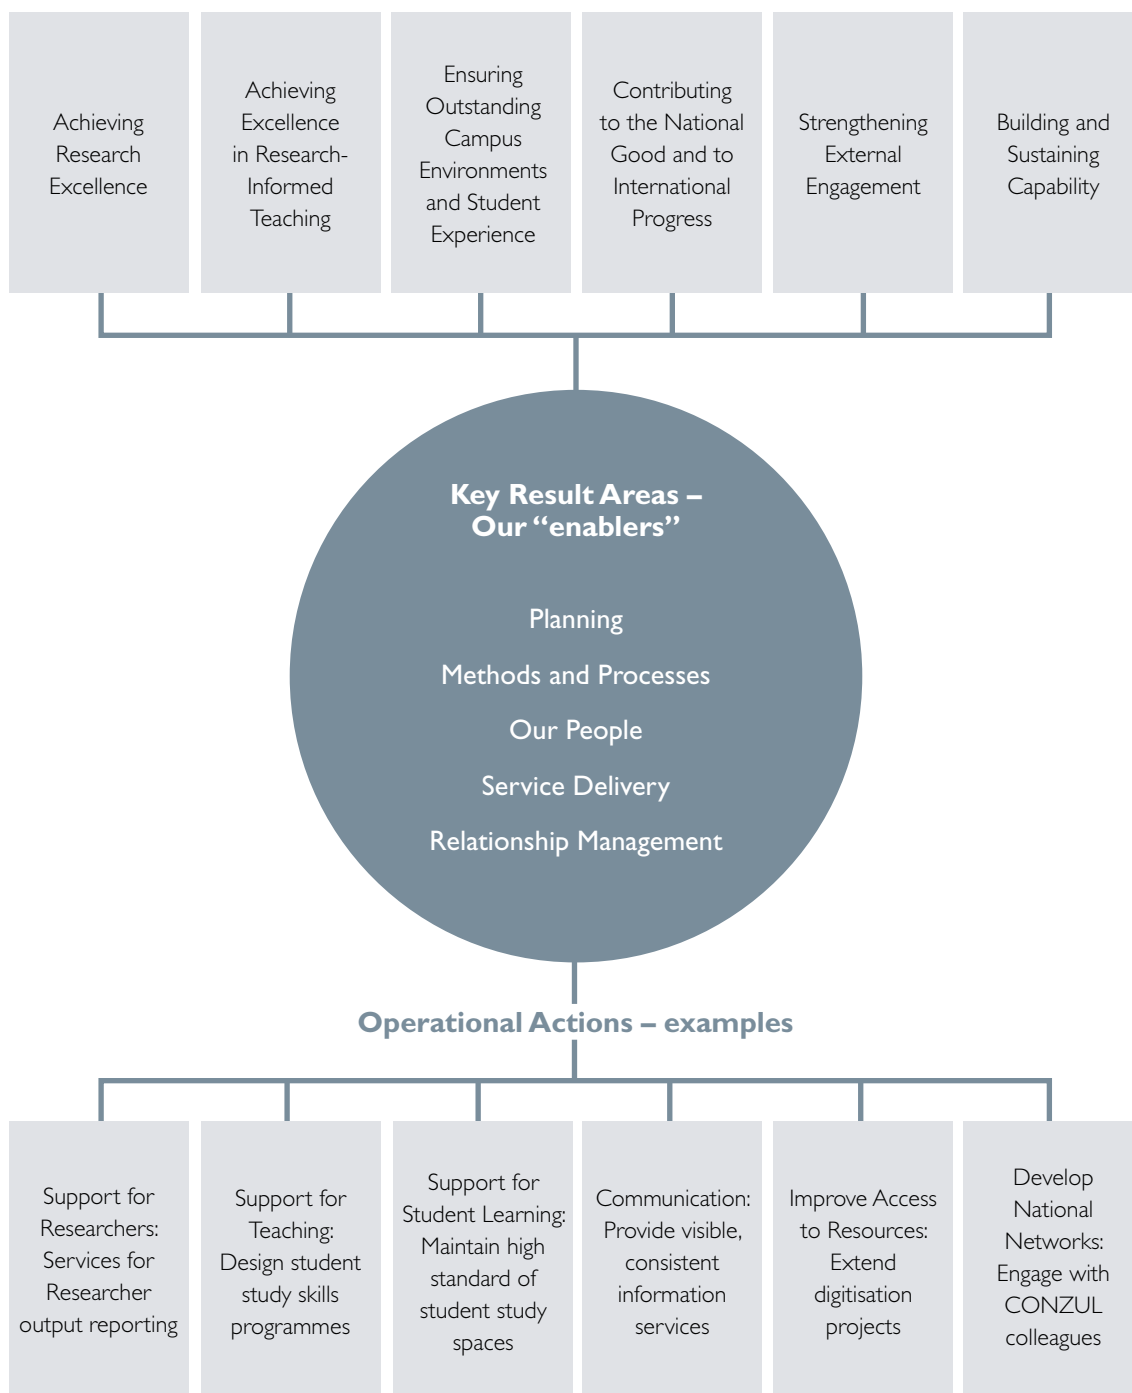 Achieving
Research
Excellence
Achieving
Excellence
in Research-
Informed
Teaching
Ensuring
Outstanding
Campus
Environments
and Student
Experience
Contributing
to the National
Good and to
International
Progress
Strengthening
External
Engagement
Building and
Sustaining
Capability
Key Result Areas –
Our “enablers”
Planning
Methods and Processes
Our People
Service Delivery
Relationship Management
Operational Actions – examples
Support for
Researchers:
Services for
Researcher
output reporting
Support for
Teaching:
Design student
study skills
programmes
Support for
Student Learning:
Maintain high
standard of
student study
spaces
Communication:
Provide visible,
consistent
information
services
Improve Access
to Resources:
Extend
digitisation
projects
Develop
National
Networks:
Engage with
CONZUL
colleagues